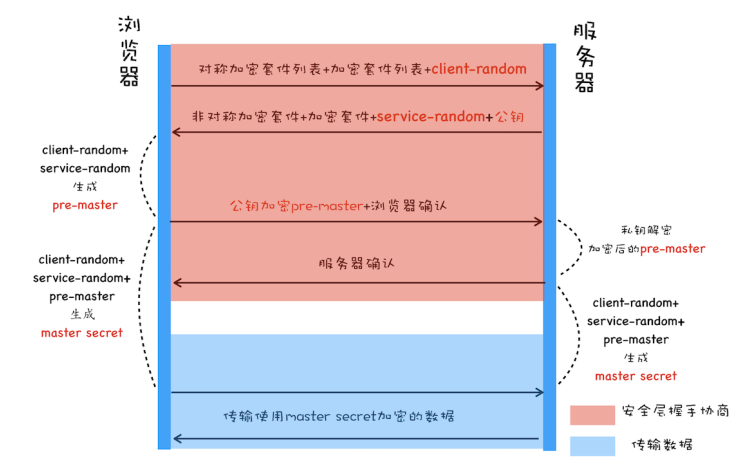 浏览器
服务器
对称加密套件列表+加密套件列表+client-random
非对称加密套件+加密套件+service-random+公钥
client-random+
service-random
生成
pre-master
公钥加密pre-master+浏览器确认
私钥解密
加密后的pre-master
服务器确认
client-random+
service-random+
pre-master
生成
master secret
client-random+
service-random+
pre-master
生成
master secret
传输使用master secret加密的数据
安全层握手协商
传输数据